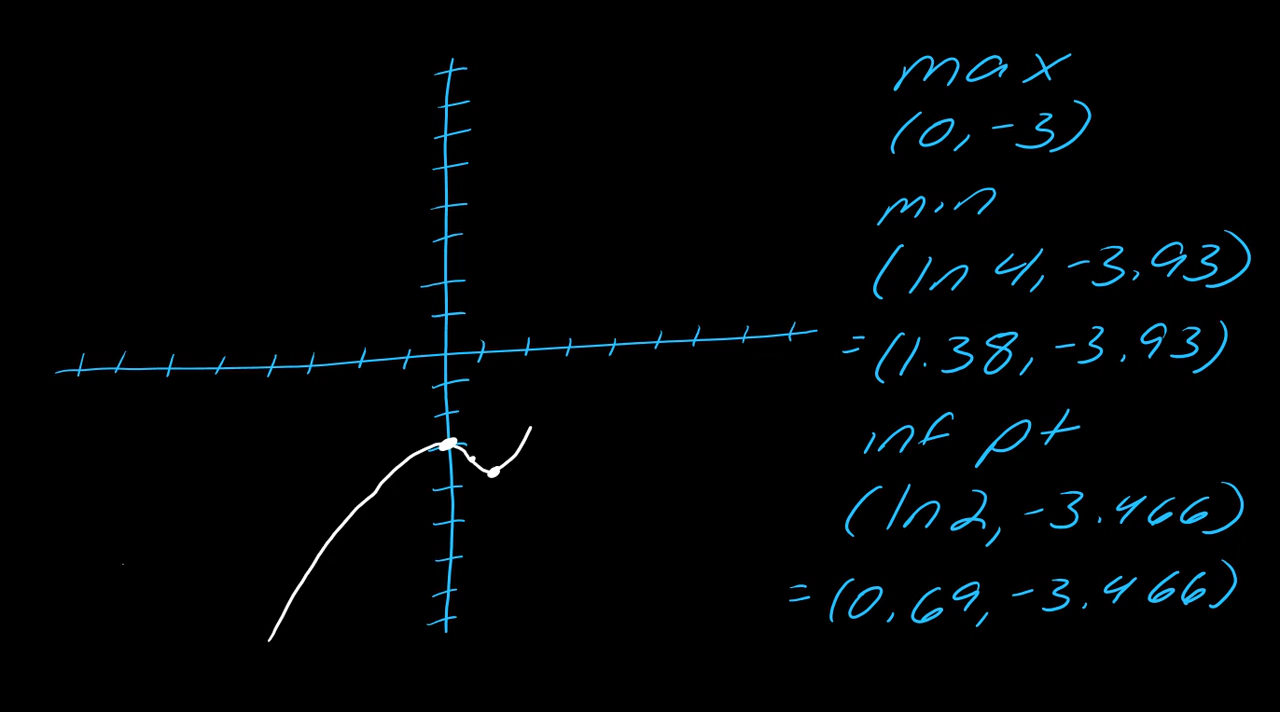 max
(0, -3)
min
(ln 4, -3.93)
= (1.38, -3.93)
inf pt
(ln2, -3.466)
= (0.69, -3.466)